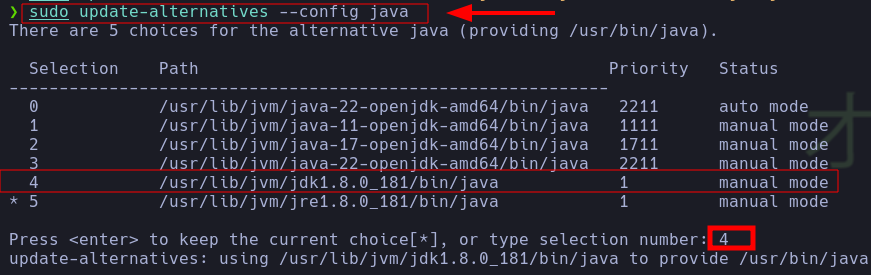 ❯ sudo update-alternatives --config java
There are 5 choices for the alternative java (providing /usr/bin/java).
Selection Path Priority Status
------------------------------------------------------------
0 /usr/lib/jvm/java-22-openjdk-amd64/bin/java 2211 auto mode
1 /usr/lib/jvm/java-11-openjdk-amd64/bin/java 1111 manual mode
2 /usr/lib/jvm/java-17-openjdk-amd64/bin/java 1711 manual mode
3 /usr/lib/jvm/java-22-openjdk-amd64/bin/java 2211 manual mode
4 /usr/lib/jvm/jdk1.8.0_181/bin/java 1 manual mode
* 5 /usr/lib/jvm/jre1.8.0_181/bin/java 1 manual mode
Press <enter> to keep the current choice[*], or type selection number: 4
update-alternatives: using /usr/lib/jvm/jdk1.8.0_181/bin/java to provide /usr/bin/java